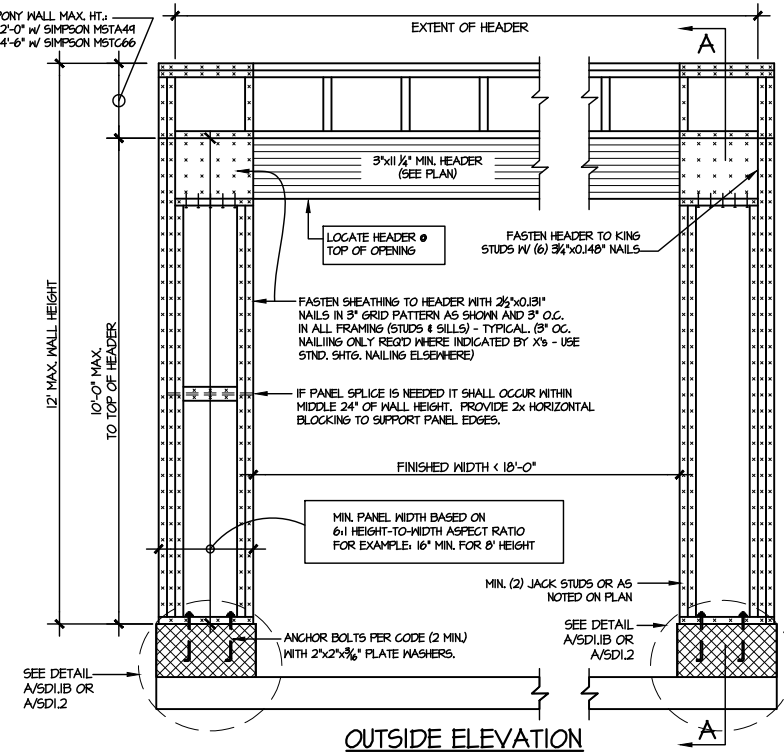 PONY WALL MAX. HT.:
2'-0" W/ SIMPSON MSTA49
4'-6" W/ SIMPSON MSTC66
EXTENT OF HEADER
A
3"x11 1/4" MIN. HEADER
(SEE PLAN)
LOCATE HEADER @
TOP OF OPENING
FASTEN HEADER TO KING
STUDS W/ (6) 3 1/4"x0.148" NAILS
12' MAX. WALL HEIGHT
10'-0" MAX.
TO TOP OF HEADER
FASTEN SHEATHING TO HEADER WITH 2 1/2"x0.131"
NAILS IN 3" GRID PATTERN AS SHOWN AND 3" O.C.
IN ALL FRAMING (STUDS & SILLS) - TYPICAL. (3" OC.
NAILIING ONLY REQ'D WHERE INDICATED BY X's - USE
STND. SHTG. NAILING ELSEWHERE)
IF PANEL SPLICE IS NEEDED IT SHALL OCCUR WITHIN
MIDDLE 24" OF WALL HEIGHT. PROVIDE 2x HORIZONTAL
BLOCKING TO SUPPORT PANEL EDGES.
FINISHED WIDTH < 18'-0"
MIN. PANEL WIDTH BASED ON
6:1 HEIGHT-TO-WIDTH ASPECT RATIO
FOR EXAMPLE: 16" MIN. FOR 8' HEIGHT
MIN. (2) JACK STUDS OR AS
NOTED ON PLAN
SEE DETAIL
A/SD1.1B OR
A/SD1.2
ANCHOR BOLTS PER CODE (2 MIN.)
WITH 2"x2"x3/16" PLATE WASHERS.
SEE DETAIL
A/SD1.1B OR
A/SD1.2
A
OUTSIDE ELEVATION